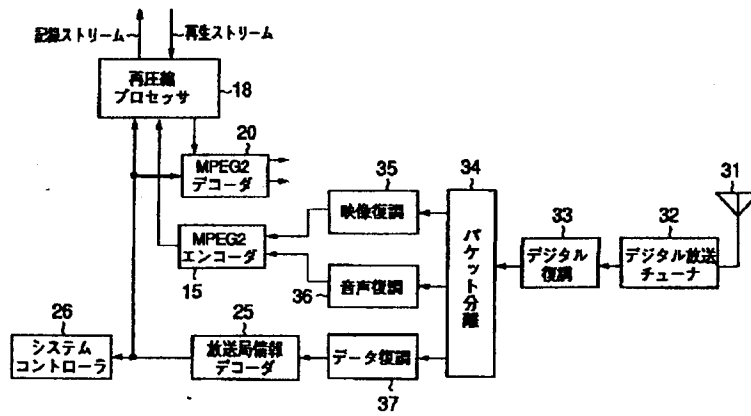 記録ストリーム
再生ストリーム
再圧縮
プロセッサ
18
20
MPEG2
デコーダ
35
映像復調
34
パケット分離
33
デジタル復調
32
デジタル放送
チューナ
31
MPEG2
エンコーダ
15
36
音声復調
26
システム
コントローラ
25
放送局情報
デコーダ
データ復調
37